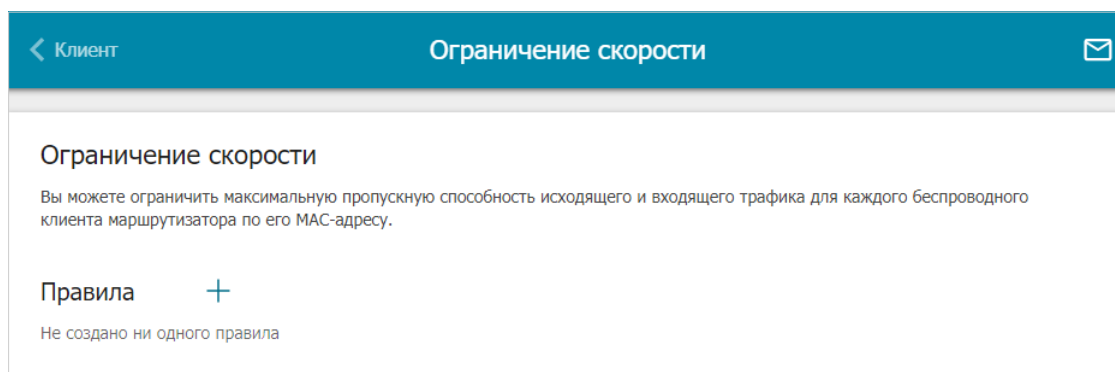 Клиент
Ограничение скорости
Ограничение скорости
Вы можете ограничить максимальную пропускную способность исходящего и входящего трафика для каждого беспроводного
клиента маршрутизатора по его MAC-адресу.
Правила
Не создано ни одного правила